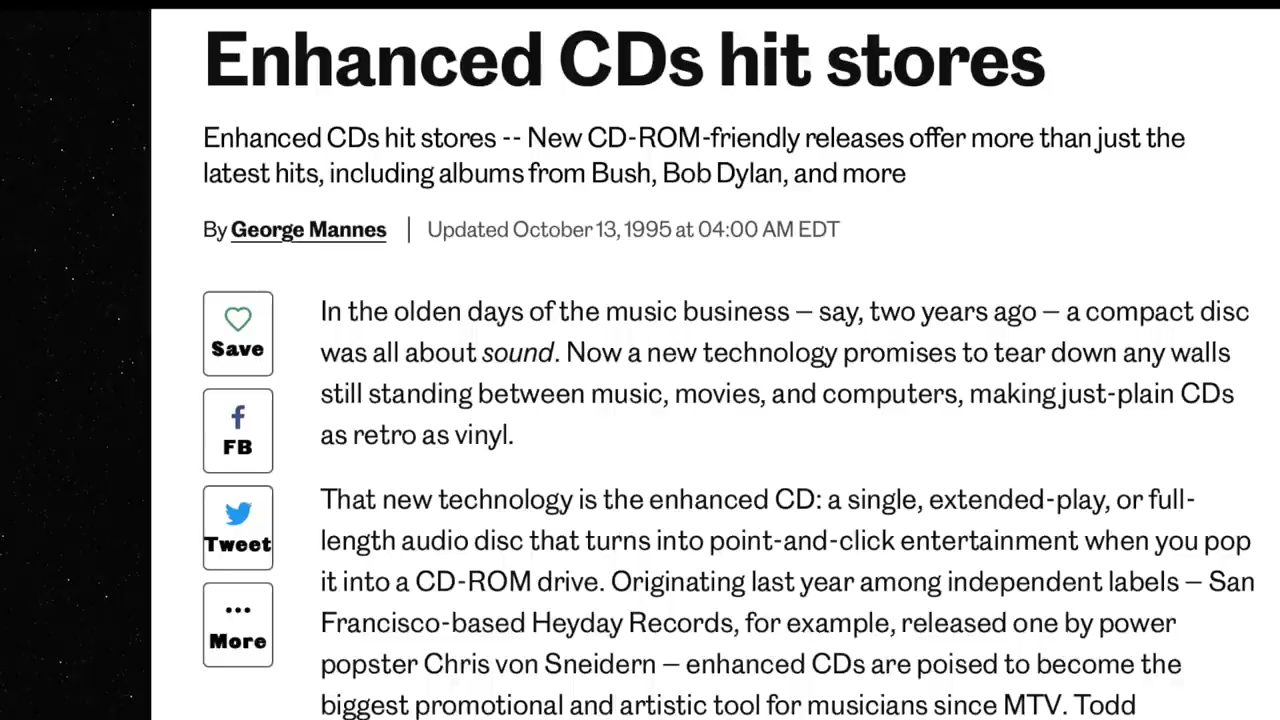 Enhanced CDs hit stores
Enhanced CDs hit stores -- New CD-ROM-friendly releases offer more than just the
latest hits, including albums from Bush, Bob Dylan, and more
By George Mannes | Updated October 13, 1995 at 04:00 AM EDT
Save
FB
Tweet
More
In the olden days of the music business — say, two years ago — a compact disc
was all about sound. Now a new technology promises to tear down any walls
still standing between music, movies, and computers, making just-plain CDs
as retro as vinyl.
That new technology is the enhanced CD: a single, extended-play, or full-
length audio disc that turns into point-and-click entertainment when you pop
it into a CD-ROM drive. Originating last year among independent labels — San
Francisco-based Heyday Records, for example, released one by power
popster Chris von Sneidern — enhanced CDs are poised to become the
biggest promotional and artistic tool for musicians since MTV. Todd